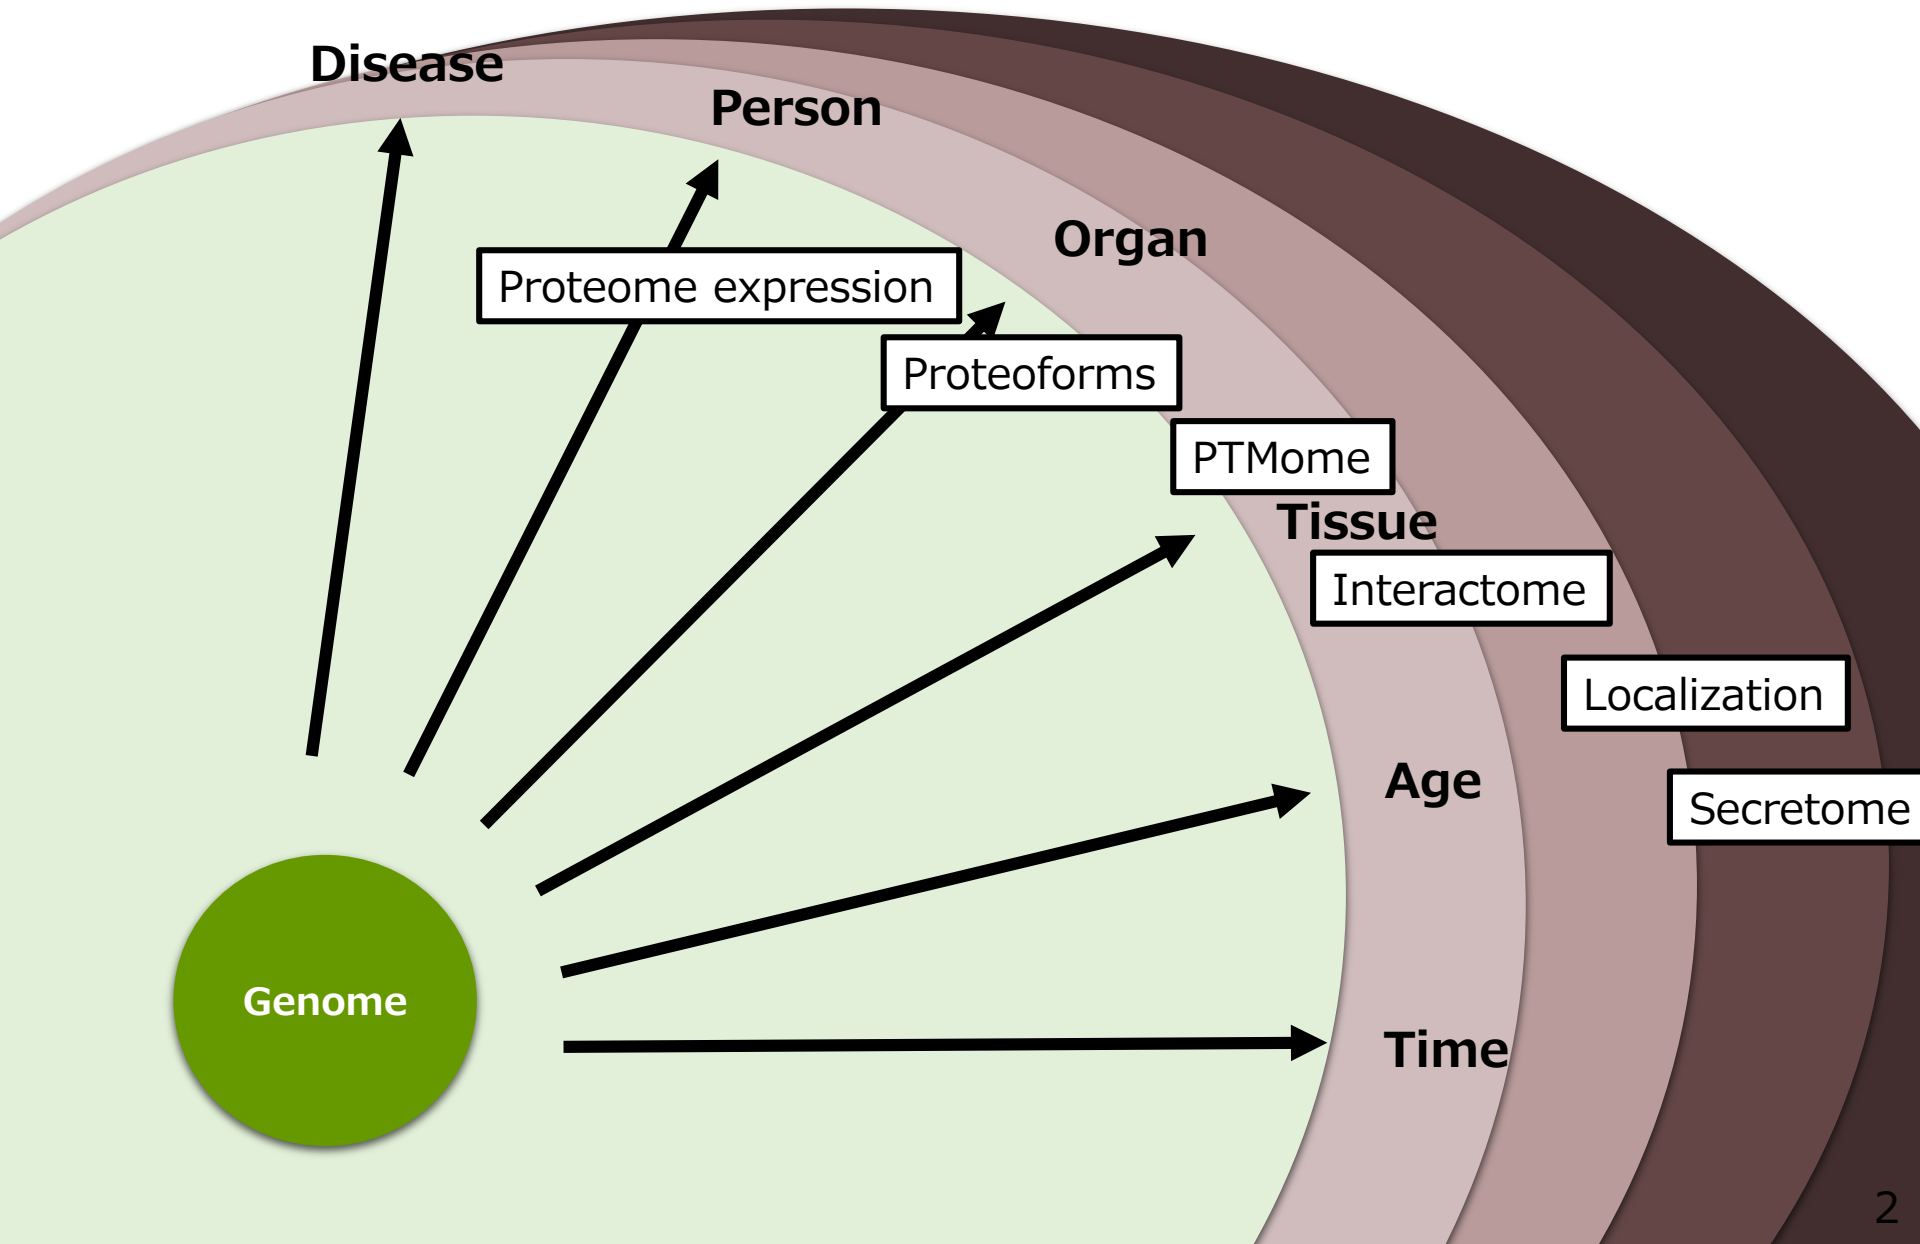 Disease
Person
Organ
Proteome expression
Proteoforms
PTMome
Tissue
Interactome
Localization
Age
Secretome
Genome
Time
2